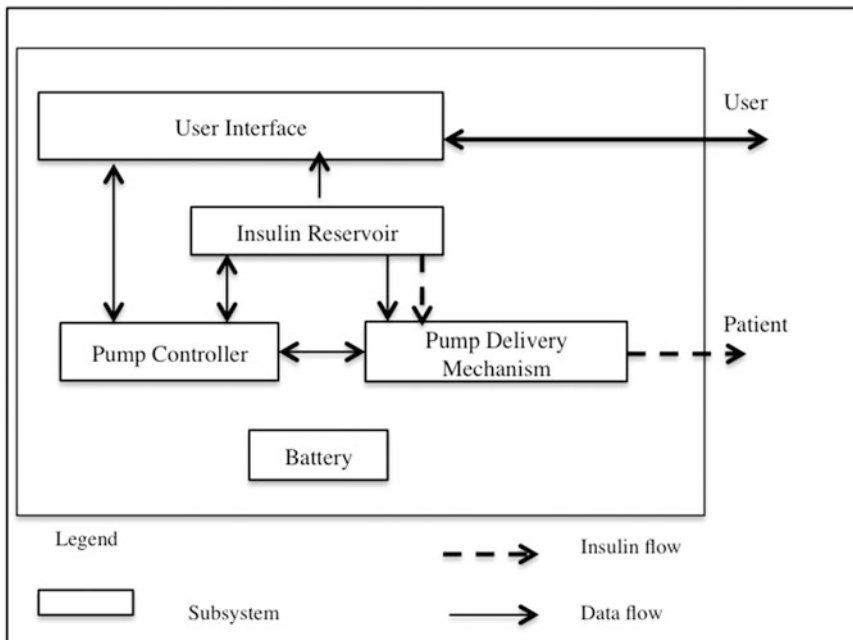 User
User Interface
Insulin Reservoir
Patient
Pump Controller
Pump Delivery
Mechanism
Battery
Legend
Insulin flow
Subsystem
Data flow